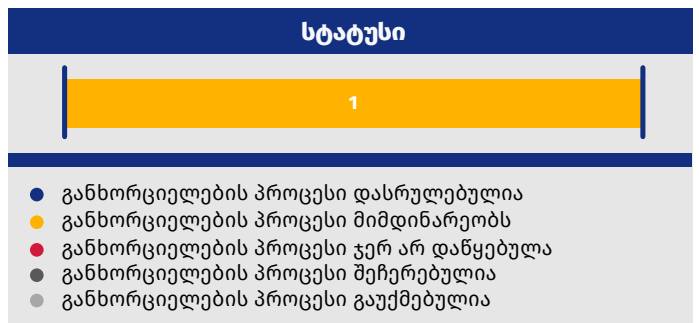 სტატუსი
1
განხორციელების პროცესი დასრულებულია
განხორციელების პროცესი მიმდინარეობს
განხორციელების პროცესი ჯერ არ დაწყებულა
განხორციელების პროცესი შეჩერებულია
განხორციელების პროცესი გაუქმებულია